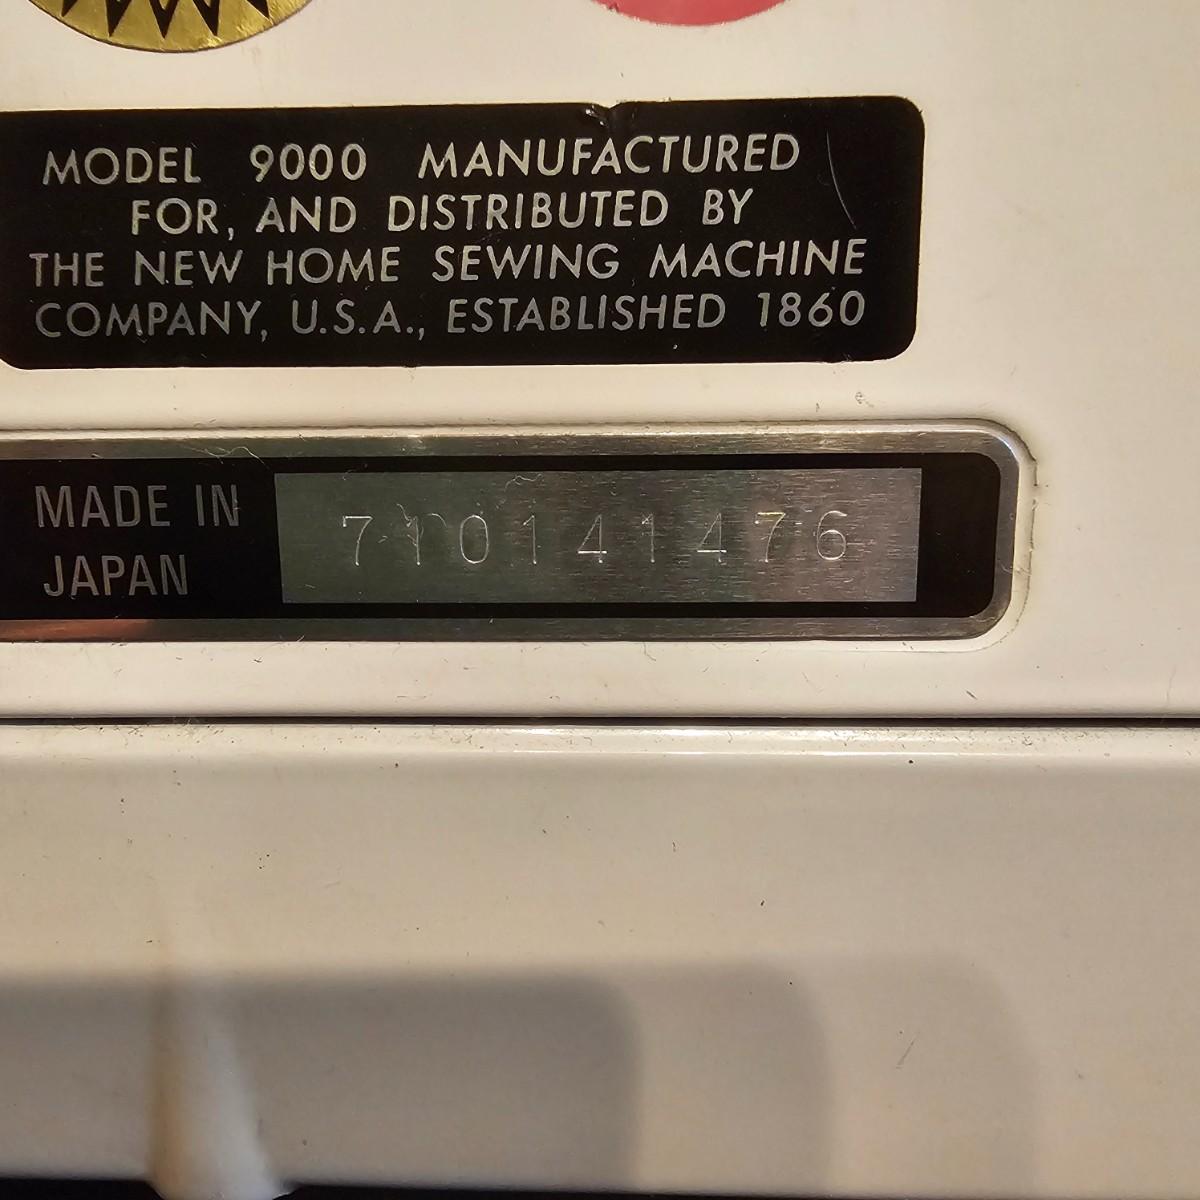 MODEL 9000 MANUFACTURED
FOR, AND DISTRIBUTED BY
THE NEW HOME SEWING MACHINE
COMPANY, U.S.A., ESTABLISHED 1860
MADE IN
JAPAN
710141476